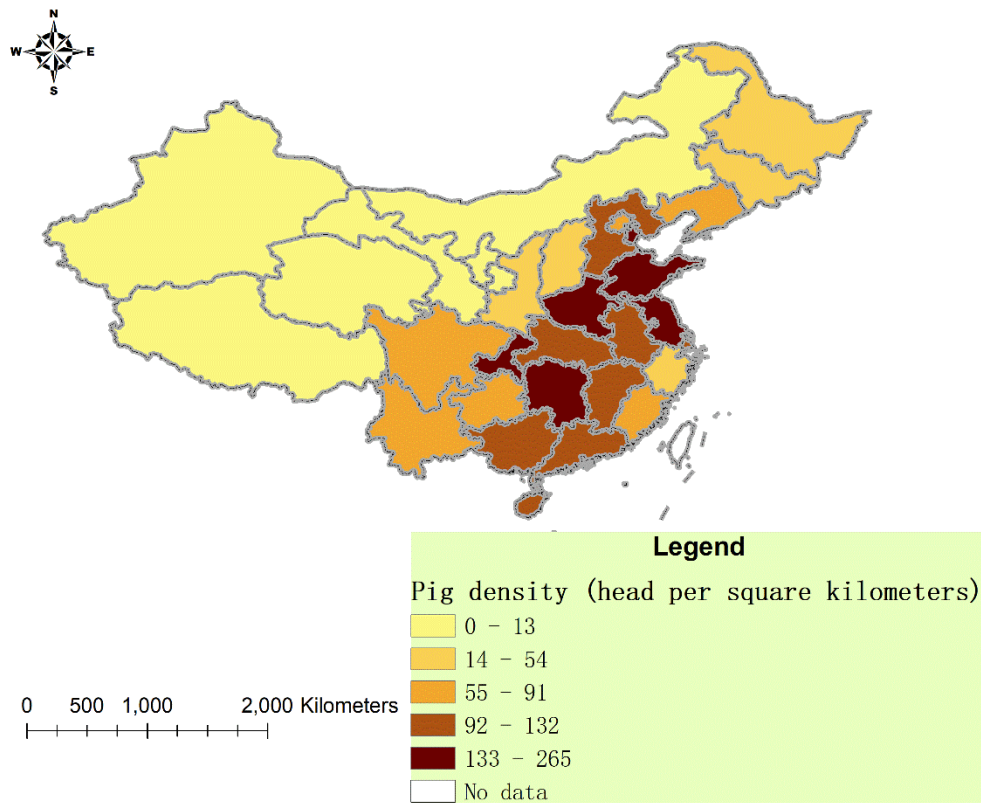 N
W E
S
Legend
Pig density (head per square kilometers)
0 - 13
14 - 54
55 - 91
92 - 132
133 - 265
No data
0 500 1,000 2,000 Kilometers